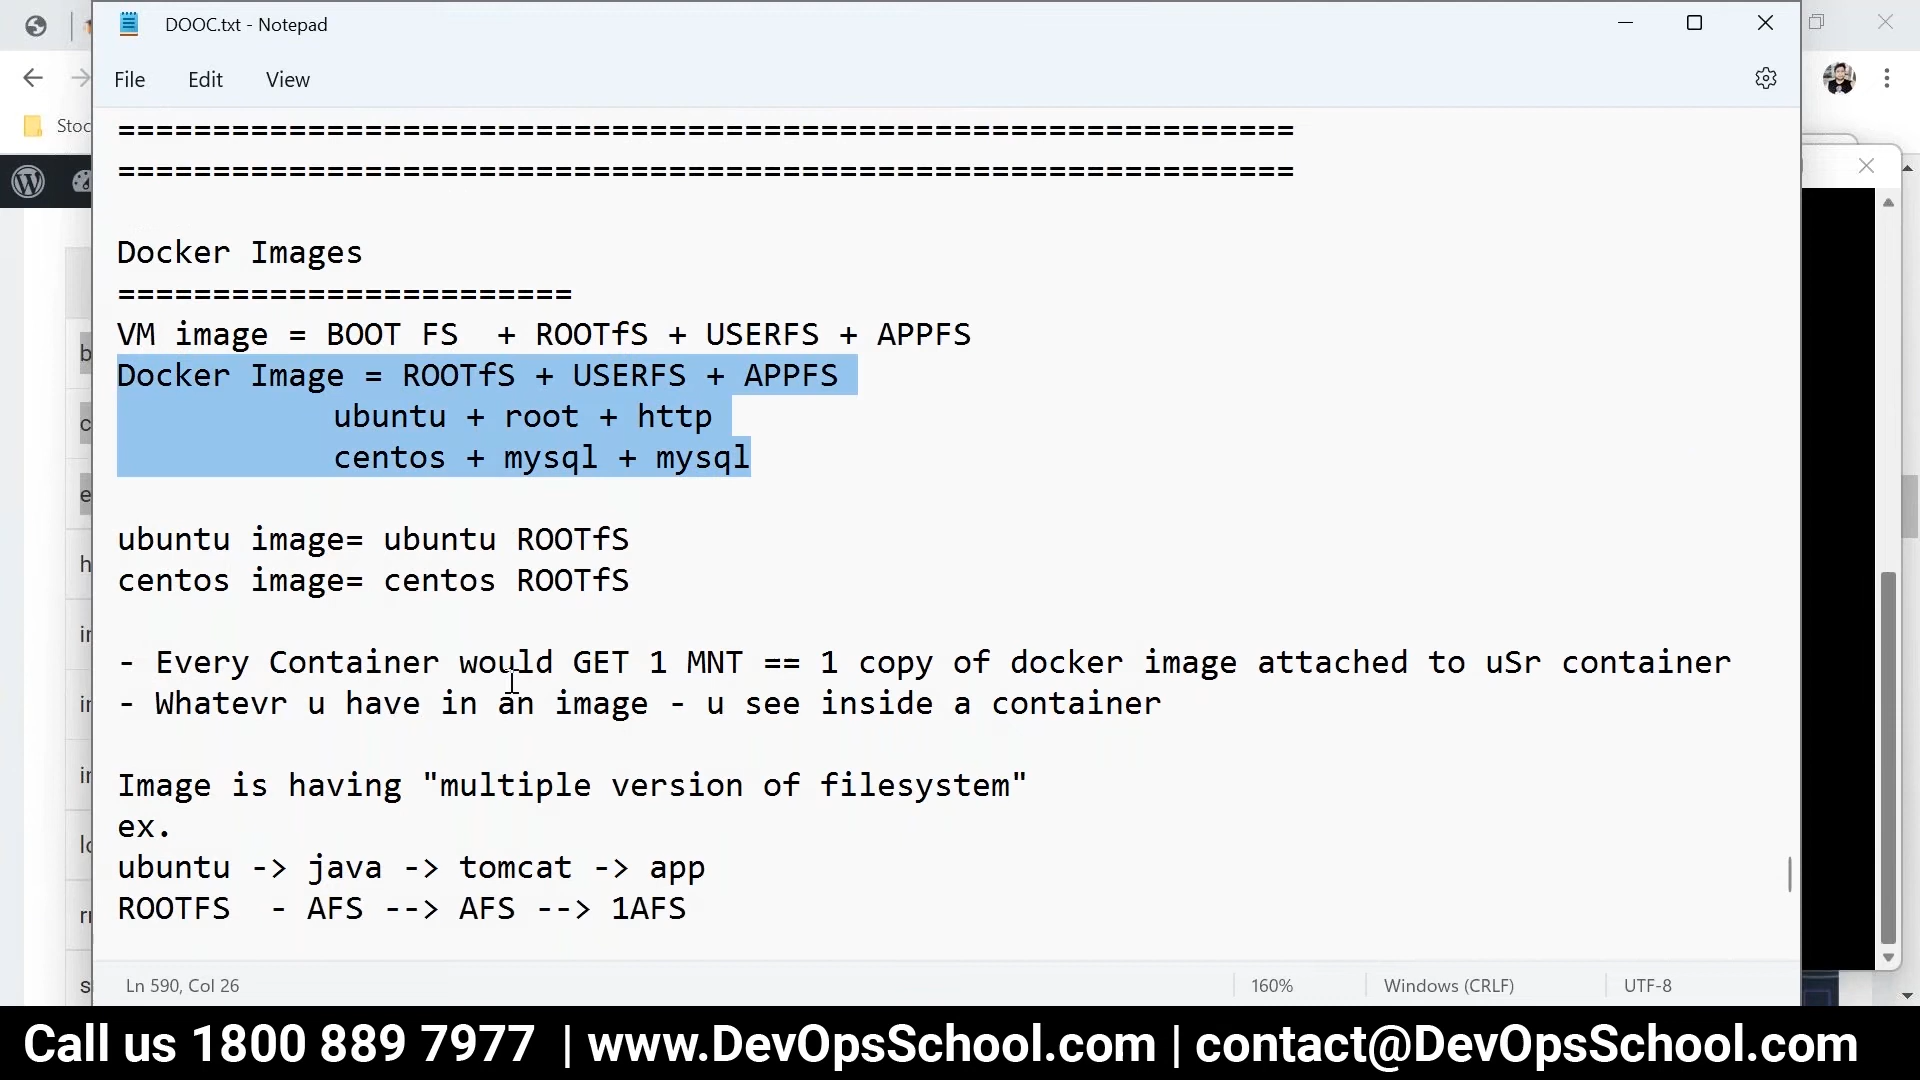 DOOC.txt - Notepad
File Edit View
Stoc
==============================================================
==============================================================
Docker Images
========================
VM image = BOOT FS  + ROOTfS + USERFS + APPFS
Docker Image = ROOTfS + USERFS + APPFS
ubuntu + root + http
centos + mysql + mysql
ubuntu image= ubuntu ROOTfS
centos image= centos ROOTfS
- Every Container would GET 1 MNT == 1 copy of docker image attached to uSr container
- Whatevr u have in an image - u see inside a container
Image is having "multiple version of filesystem"
ex.
ubuntu -> java -> tomcat -> app
ROOTFS  - AFS --> AFS --> 1AFS
Ln 590, Col 26 160% Windows (CRLF) UTF-8
Call us 1800 889 7977 | www.DevOpsSchool.com | contact@DevOpsSchool.com